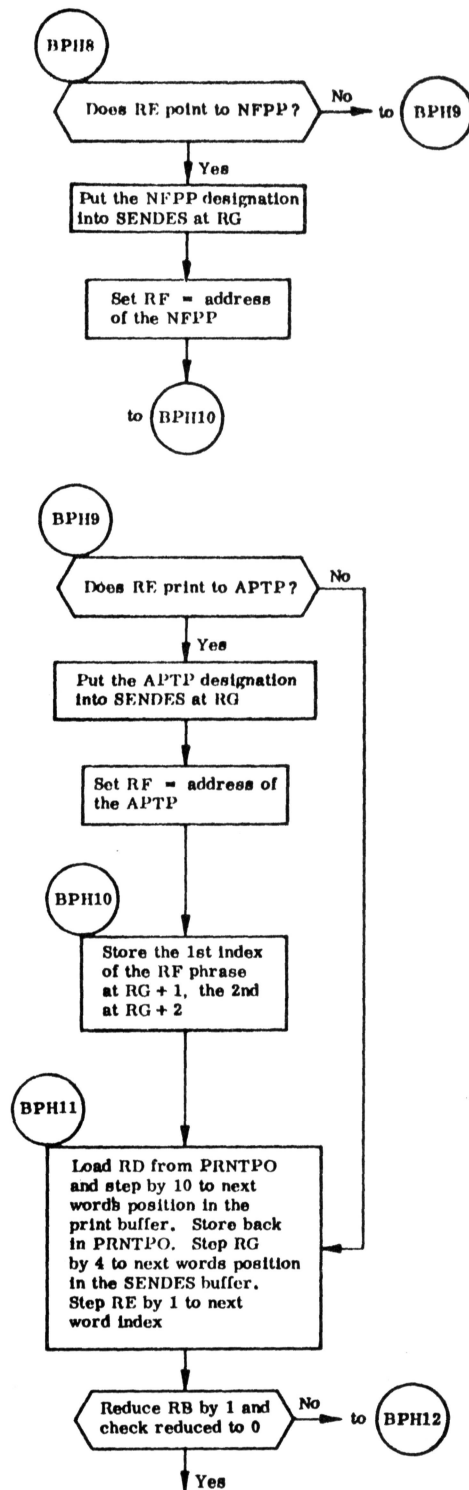 BPH8
Does RE point to NFPP?
No
to
BPH9
Yes
Put the NFPP designation
into SENDES at RG
Set RF = address
of the NFPP
to
BPH10
BPH9
Does RE print to APTP?
No
Yes
Put the APTP designation
into SENDES at RG
Set RF = address of
the APTP
BPH10
Store the 1st index
of the RF phrase
at RG + 1, the 2nd
at RG + 2
BPH11
Load RD from PRNTPO
and step by 10 to next
words position in the
print buffer. Store back
in PRNTPO. Step RG
by 4 to next words position
in the SENDES buffer.
Step RE by 1 to next
word index
Reduce RB by 1 and
check reduced to 0
No
to
BPH12
Yes